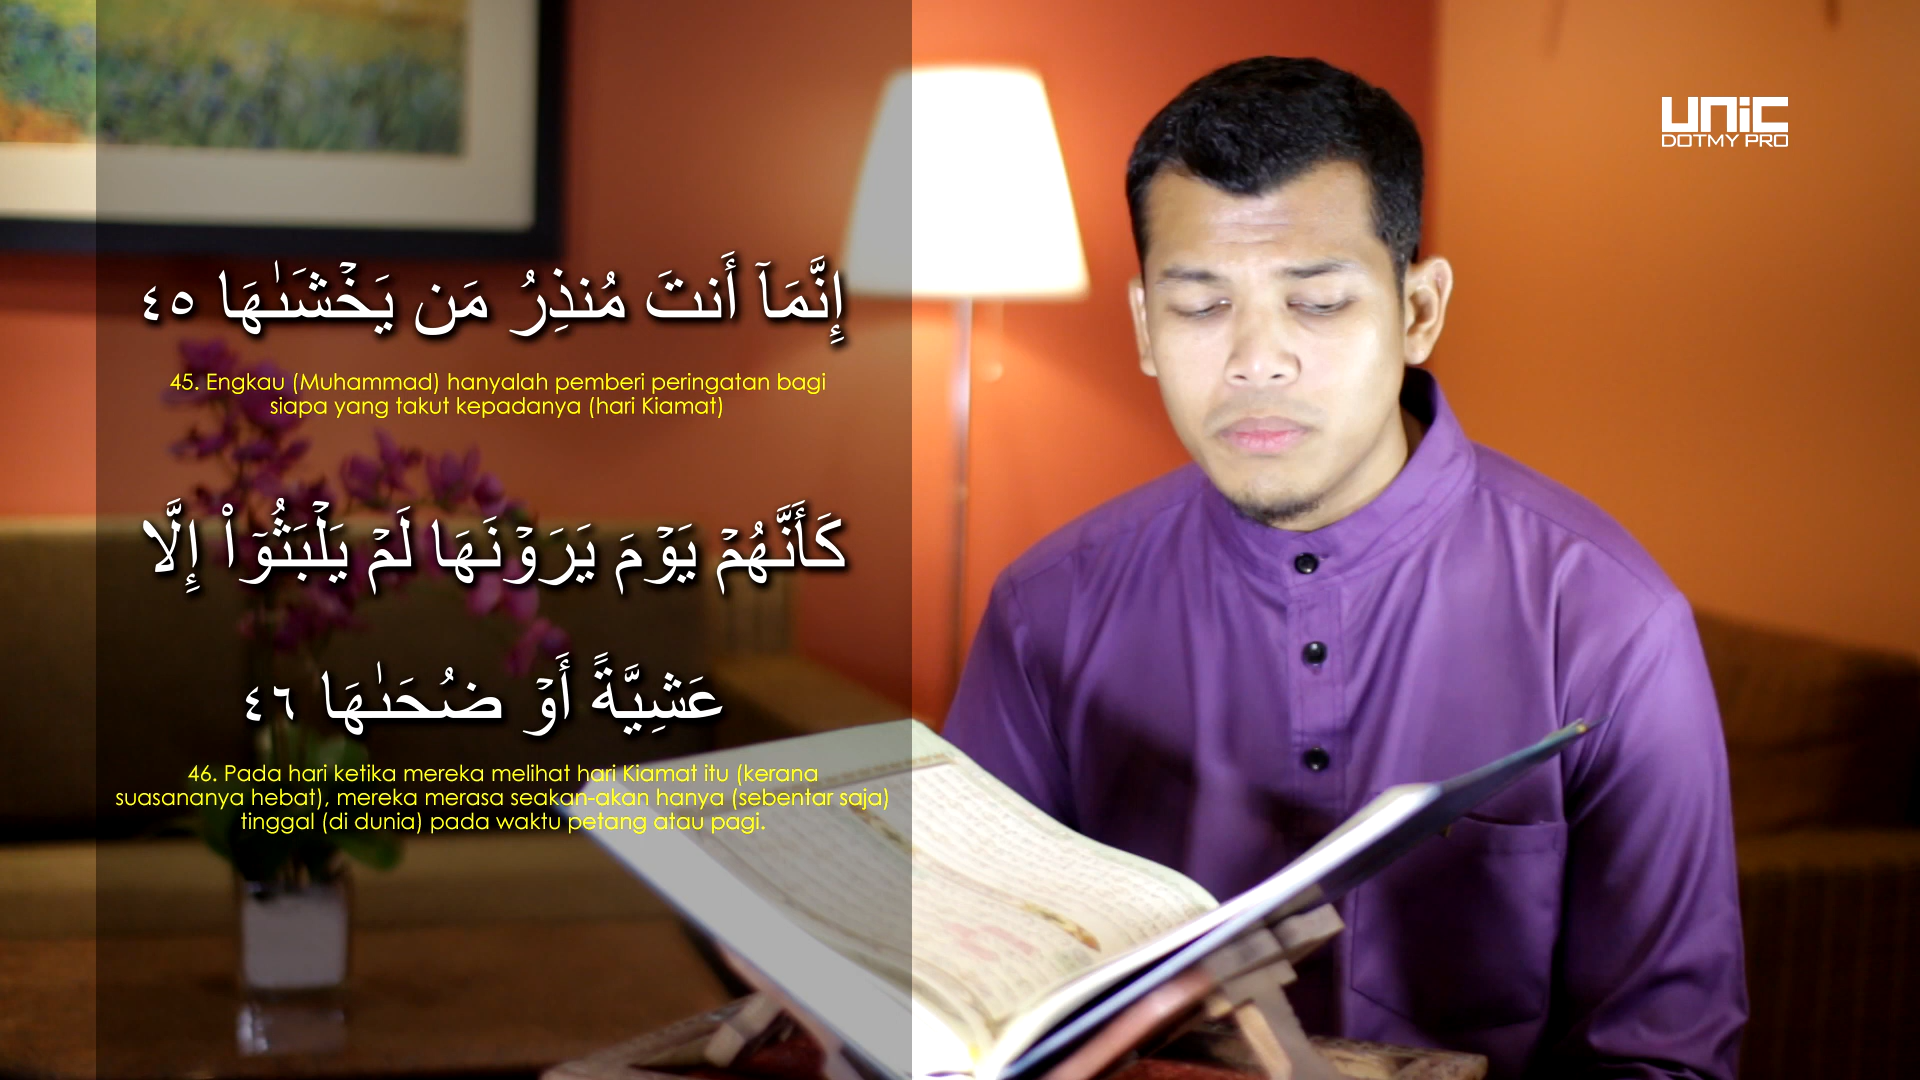 UNIC
DOTMY PRO
إِنَّمَآ أَنتَ مُنذِرُ مَن يَخۡشَىٰهَا ٤٥
45. Engkau (Muhammad) hanyalah pemberi peringatan bagi
siapa yang takut kepadanya (hari Kiamat)
كَأَنَّهُمۡ يَوۡمَ يَرَوۡنَهَا لَمۡ يَلۡبَثُوٓاْ إِلَّا
عَشِيَّةً أَوۡ ضُحَىٰهَا ٤٦
46. Pada hari ketika mereka melihat hari Kiamat itu (kerana
suasananya hebat), mereka merasa seakan-akan hanya (sebentar saja)
tinggal (di dunia) pada waktu petang atau pagi.